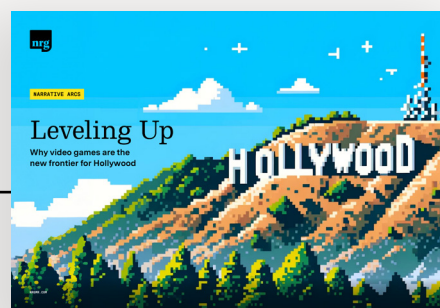 nrg
NARRATIVE ARCS
Leveling Up
Why video games are the
new frontier for Hollywood
HOLLYWOOD